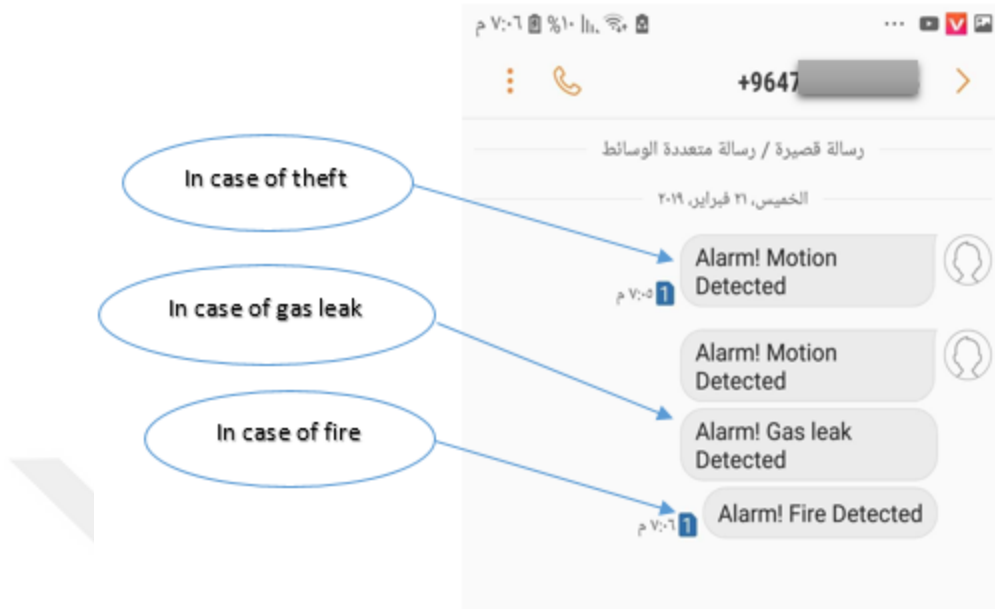 م ٧:٠٦ %١٠
+9647
رسالة قصيرة / رسالة متعددة الوسائط
الخميس، ٢١ فبراير، ٢٠١٩
In case of theft
Alarm! Motion
Detected
1 ٧:٠٥ م
In case of gas leak
Alarm! Motion
Detected
Alarm! Gas leak
Detected
In case of fire
Alarm! Fire Detected
1 ٧:٠٦ م